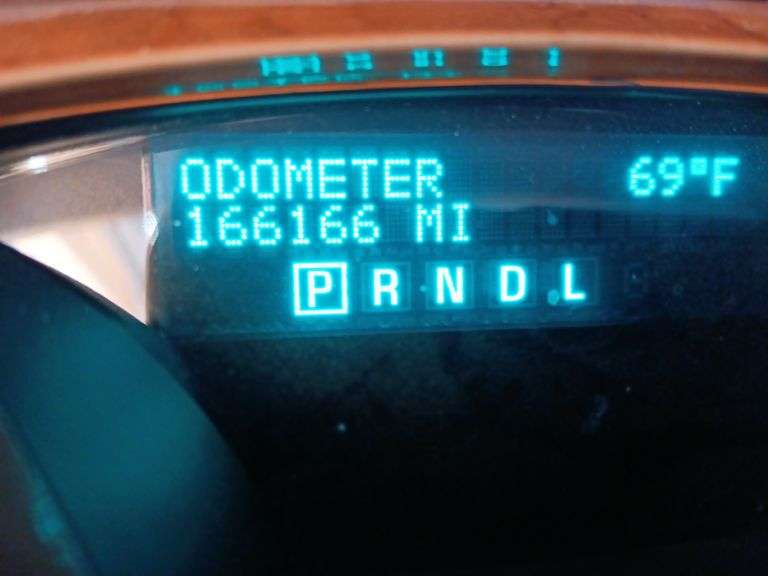 ODOMETER 69°F
166166 MI
P R N D L